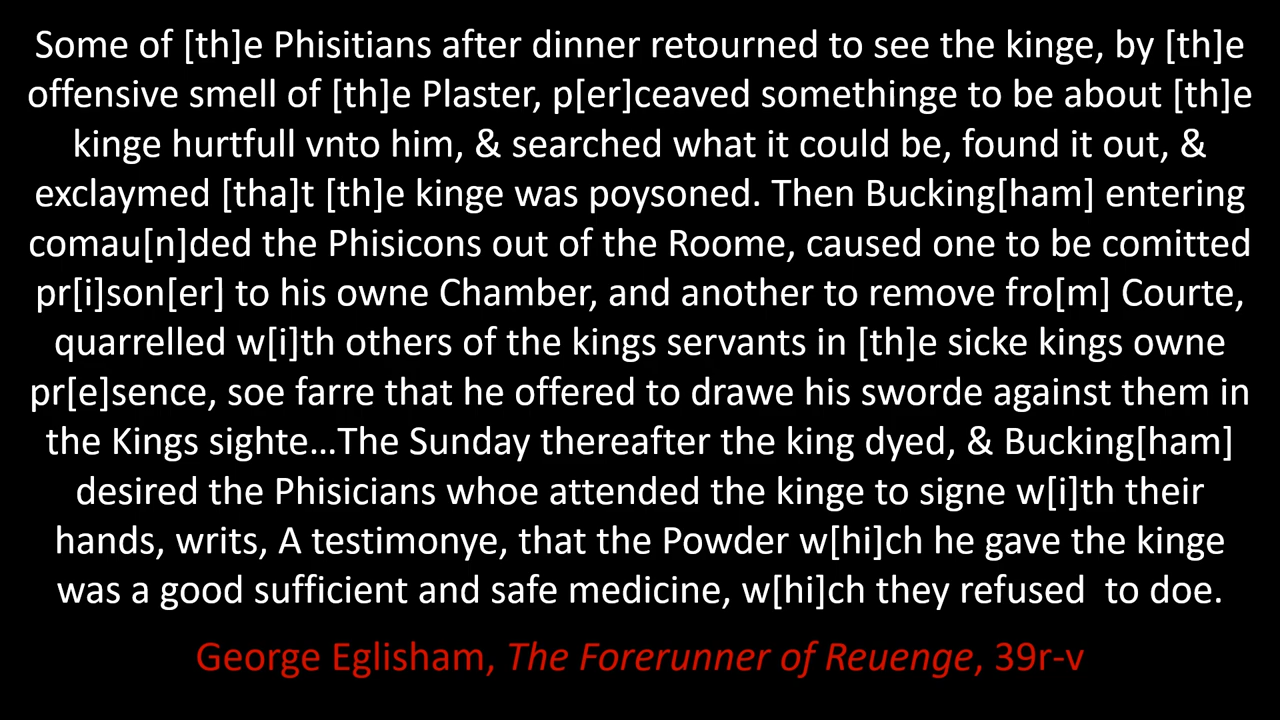 Some of [th]e Phisitians after dinner retourned to see the kinge, by [th]e
offensive smell of [th]e Plaster, p[er]ceaved somethinge to be about [th]e
kinge hurtfull vnto him, & searched what it could be, found it out, &
exclaymed [tha]t [th]e kinge was poysoned. Then Bucking[ham] entering
comau[n]ded the Phisicons out of the Roome, caused one to be comitted
pr[i]son[er] to his owne Chamber, and another to remove fro[m] Courte,
quarrelled w[i]th others of the kings servants in [th]e sicke kings owne
pr[e]sence, soe farre that he offered to drawe his sworde against them in
the Kings sighte…The Sunday thereafter the king dyed, & Bucking[ham]
desired the Phisicians whoe attended the kinge to signe w[i]th their
hands, writs, A testimonye, that the Powder w[hi]ch he gave the kinge
was a good sufficient and safe medicine, w[hi]ch they refused to doe.
George Eglisham, The Forerunner of Reuenge, 39r-v